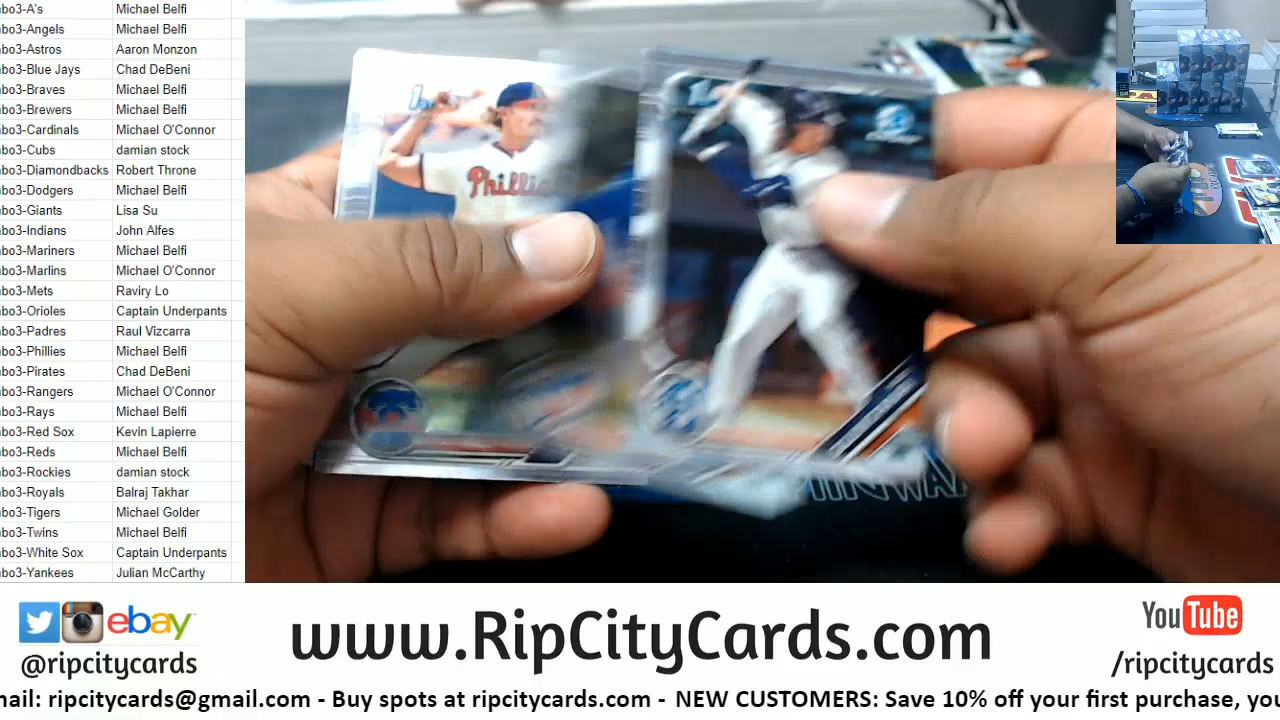 bo3-A's Michael Belfi
bo3-Angels Michael Belfi
bo3-Astros Aaron Monzon
bo3-Blue Jays Chad DeBeni
bo3-Braves Michael Belfi
bo3-Brewers Michael Belfi
bo3-Cardinals Michael O'Connor
bo3-Cubs damian stock
bo3-Diamondbacks Robert Throne
bo3-Dodgers Michael Belfi
bo3-Giants Lisa Su
bo3-Indians John Alfes
bo3-Mariners Michael Belfi
bo3-Marlins Michael O'Connor
bo3-Mets Raviry Lo
bo3-Orioles Captain Underpants
bo3-Padres Raul Vizcarra
bo3-Phillies Michael Belfi
bo3-Pirates Chad DeBeni
bo3-Rangers Michael O'Connor
bo3-Rays Michael Belfi
bo3-Red Sox Kevin Lapierre
bo3-Reds Michael Belfi
bo3-Rockies damian stock
bo3-Royals Balraj Takhar
bo3-Tigers Michael Golder
bo3-Twins Michael Belfi
bo3-White Sox Captain Underpants
bo3-Yankees Julian McCarthy
Phillies
ebay
@ripcitycards
www.RipCityCards.com
YouTube
/ripcitycards
mail: ripcitycards@gmail.com - Buy spots at ripcitycards.com - NEW CUSTOMERS: Save 10% off your first purchase, you